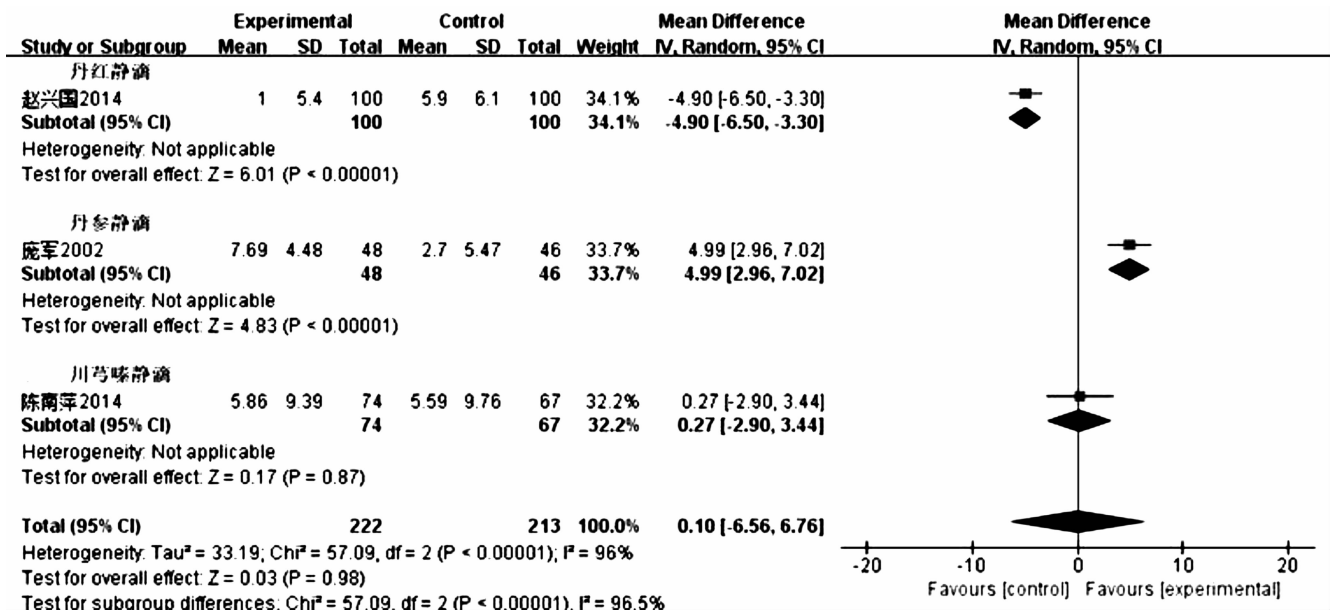 Experimental Control Mean Difference Mean Difference
Study or Subgroup Mean SD Total Mean SD Total Weight IV, Random, 95% CI IV, Random, 95% CI
丹红静滴
赵兴国2014 1 5.4 100 5.9 6.1 100 34.1% -4.90 [-6.50, -3.30]
Subtotal (95% CI) 100 100 34.1% -4.90 [-6.50, -3.30]
Heterogeneity: Not applicable
Test for overall effect: Z = 6.01 (P < 0.00001)
丹参静滴
庞军2002 7.69 4.48 48 2.7 5.47 46 33.7% 4.99 [2.96, 7.02]
Subtotal (95% CI) 48 46 33.7% 4.99 [2.96, 7.02]
Heterogeneity: Not applicable
Test for overall effect: Z = 4.83 (P < 0.00001)
川芎嗪静滴
陈南萍2014 5.86 9.39 74 5.59 9.76 67 32.2% 0.27 [-2.90, 3.44]
Subtotal (95% CI) 74 67 32.2% 0.27 [-2.90, 3.44]
Heterogeneity: Not applicable
Test for overall effect: Z = 0.17 (P = 0.87)
Total (95% CI) 222 213 100.0% 0.10 [-6.56, 6.76]
Heterogeneity: Tau² = 33.19; Chi² = 57.09, df = 2 (P < 0.00001); I² = 96%
Test for overall effect: Z = 0.03 (P = 0.98)
Test for subgroup differences: Chi² = 57.09, df = 2 (P < 0.00001), I² = 96.5%
-20 -10 0 10 20
Favours [control] Favours [experimental]